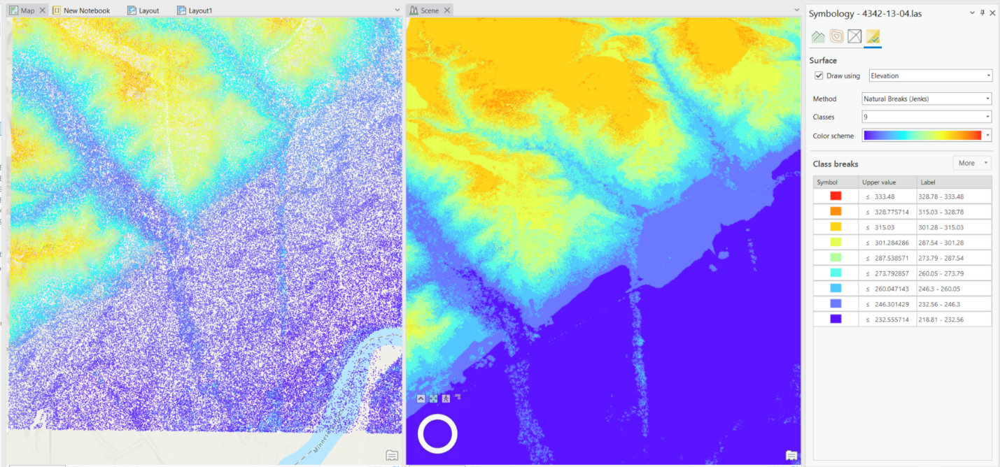 Map New Notebook Layout Layout1
Scene
Symbology - 4342-13-04.las
Surface
Draw using Elevation
Method Natural Breaks (Jenks)
Classes 9
Color scheme
Class breaks More
Symbol Upper value Label
≤ 333.48 328.78 - 333.48
≤ 328.775714 315.03 - 328.78
≤ 315.03 301.28 - 315.03
≤ 301.284286 287.54 - 301.28
≤ 287.538571 273.79 - 287.54
≤ 273.792857 260.05 - 273.79
≤ 260.047143 246.3 - 260.05
≤ 246.301429 232.56 - 246.3
≤ 232.555714 218.81 - 232.56
Minnes